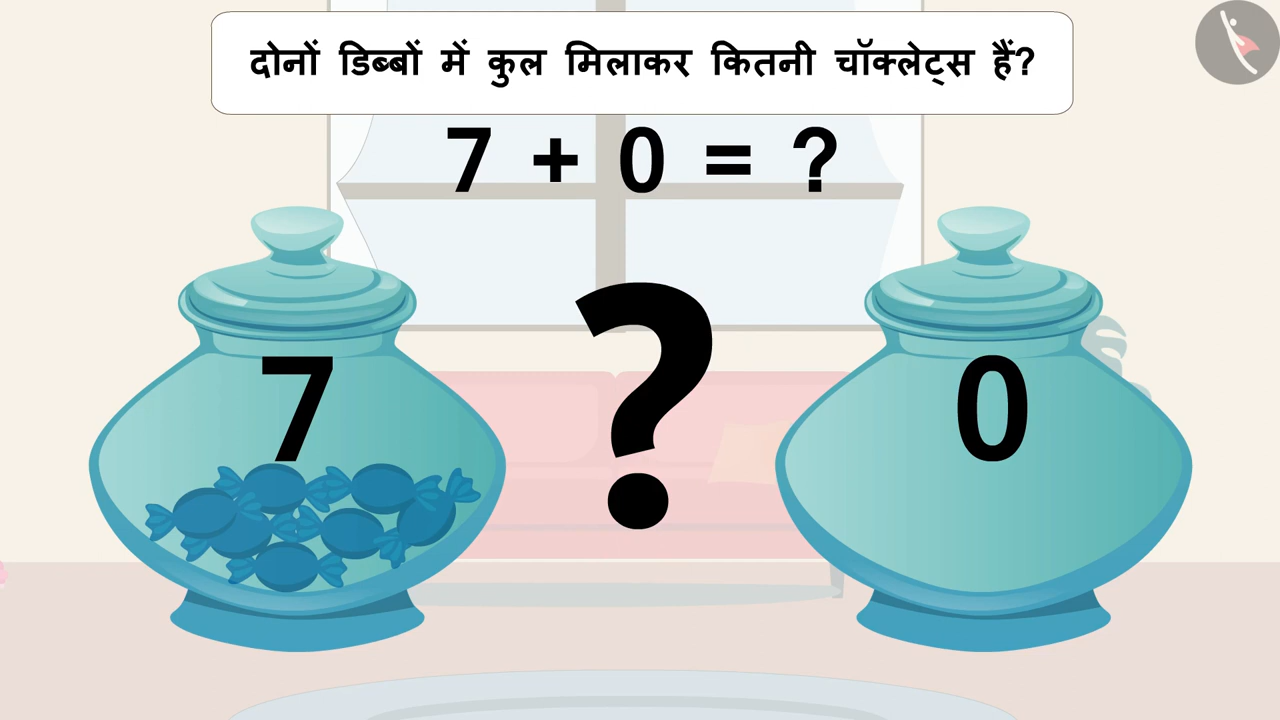 दोनों डिब्बों में कुल मिलाकर कितनी चॉक्लेट्स हैं?
7 + 0 = ?
7 ? 0